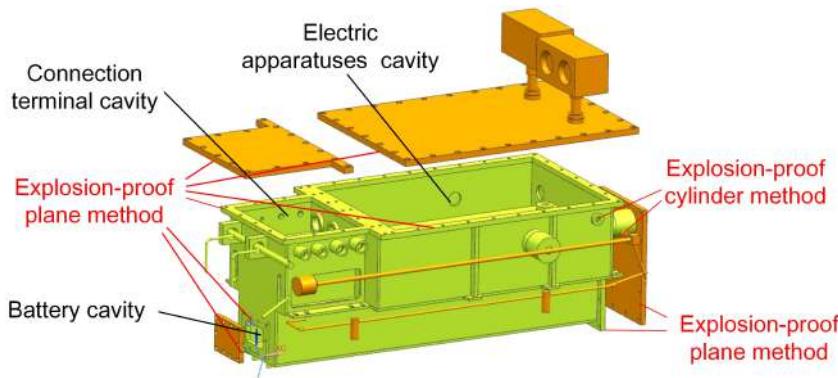 Electric
apparatuses cavity
Connection
terminal cavity
Explosion-proof
plane method
Explosion-proof
cylinder method
Battery cavity
Explosion-proof
plane method